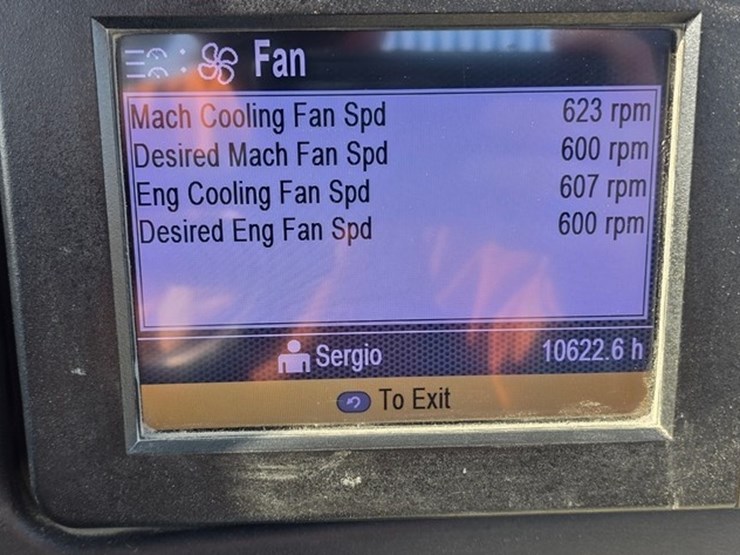 Fan
Mach Cooling Fan Spd 623 rpm
Desired Mach Fan Spd 600 rpm
Eng Cooling Fan Spd 607 rpm
Desired Eng Fan Spd 600 rpm
Sergio 10622.6 h
To Exit